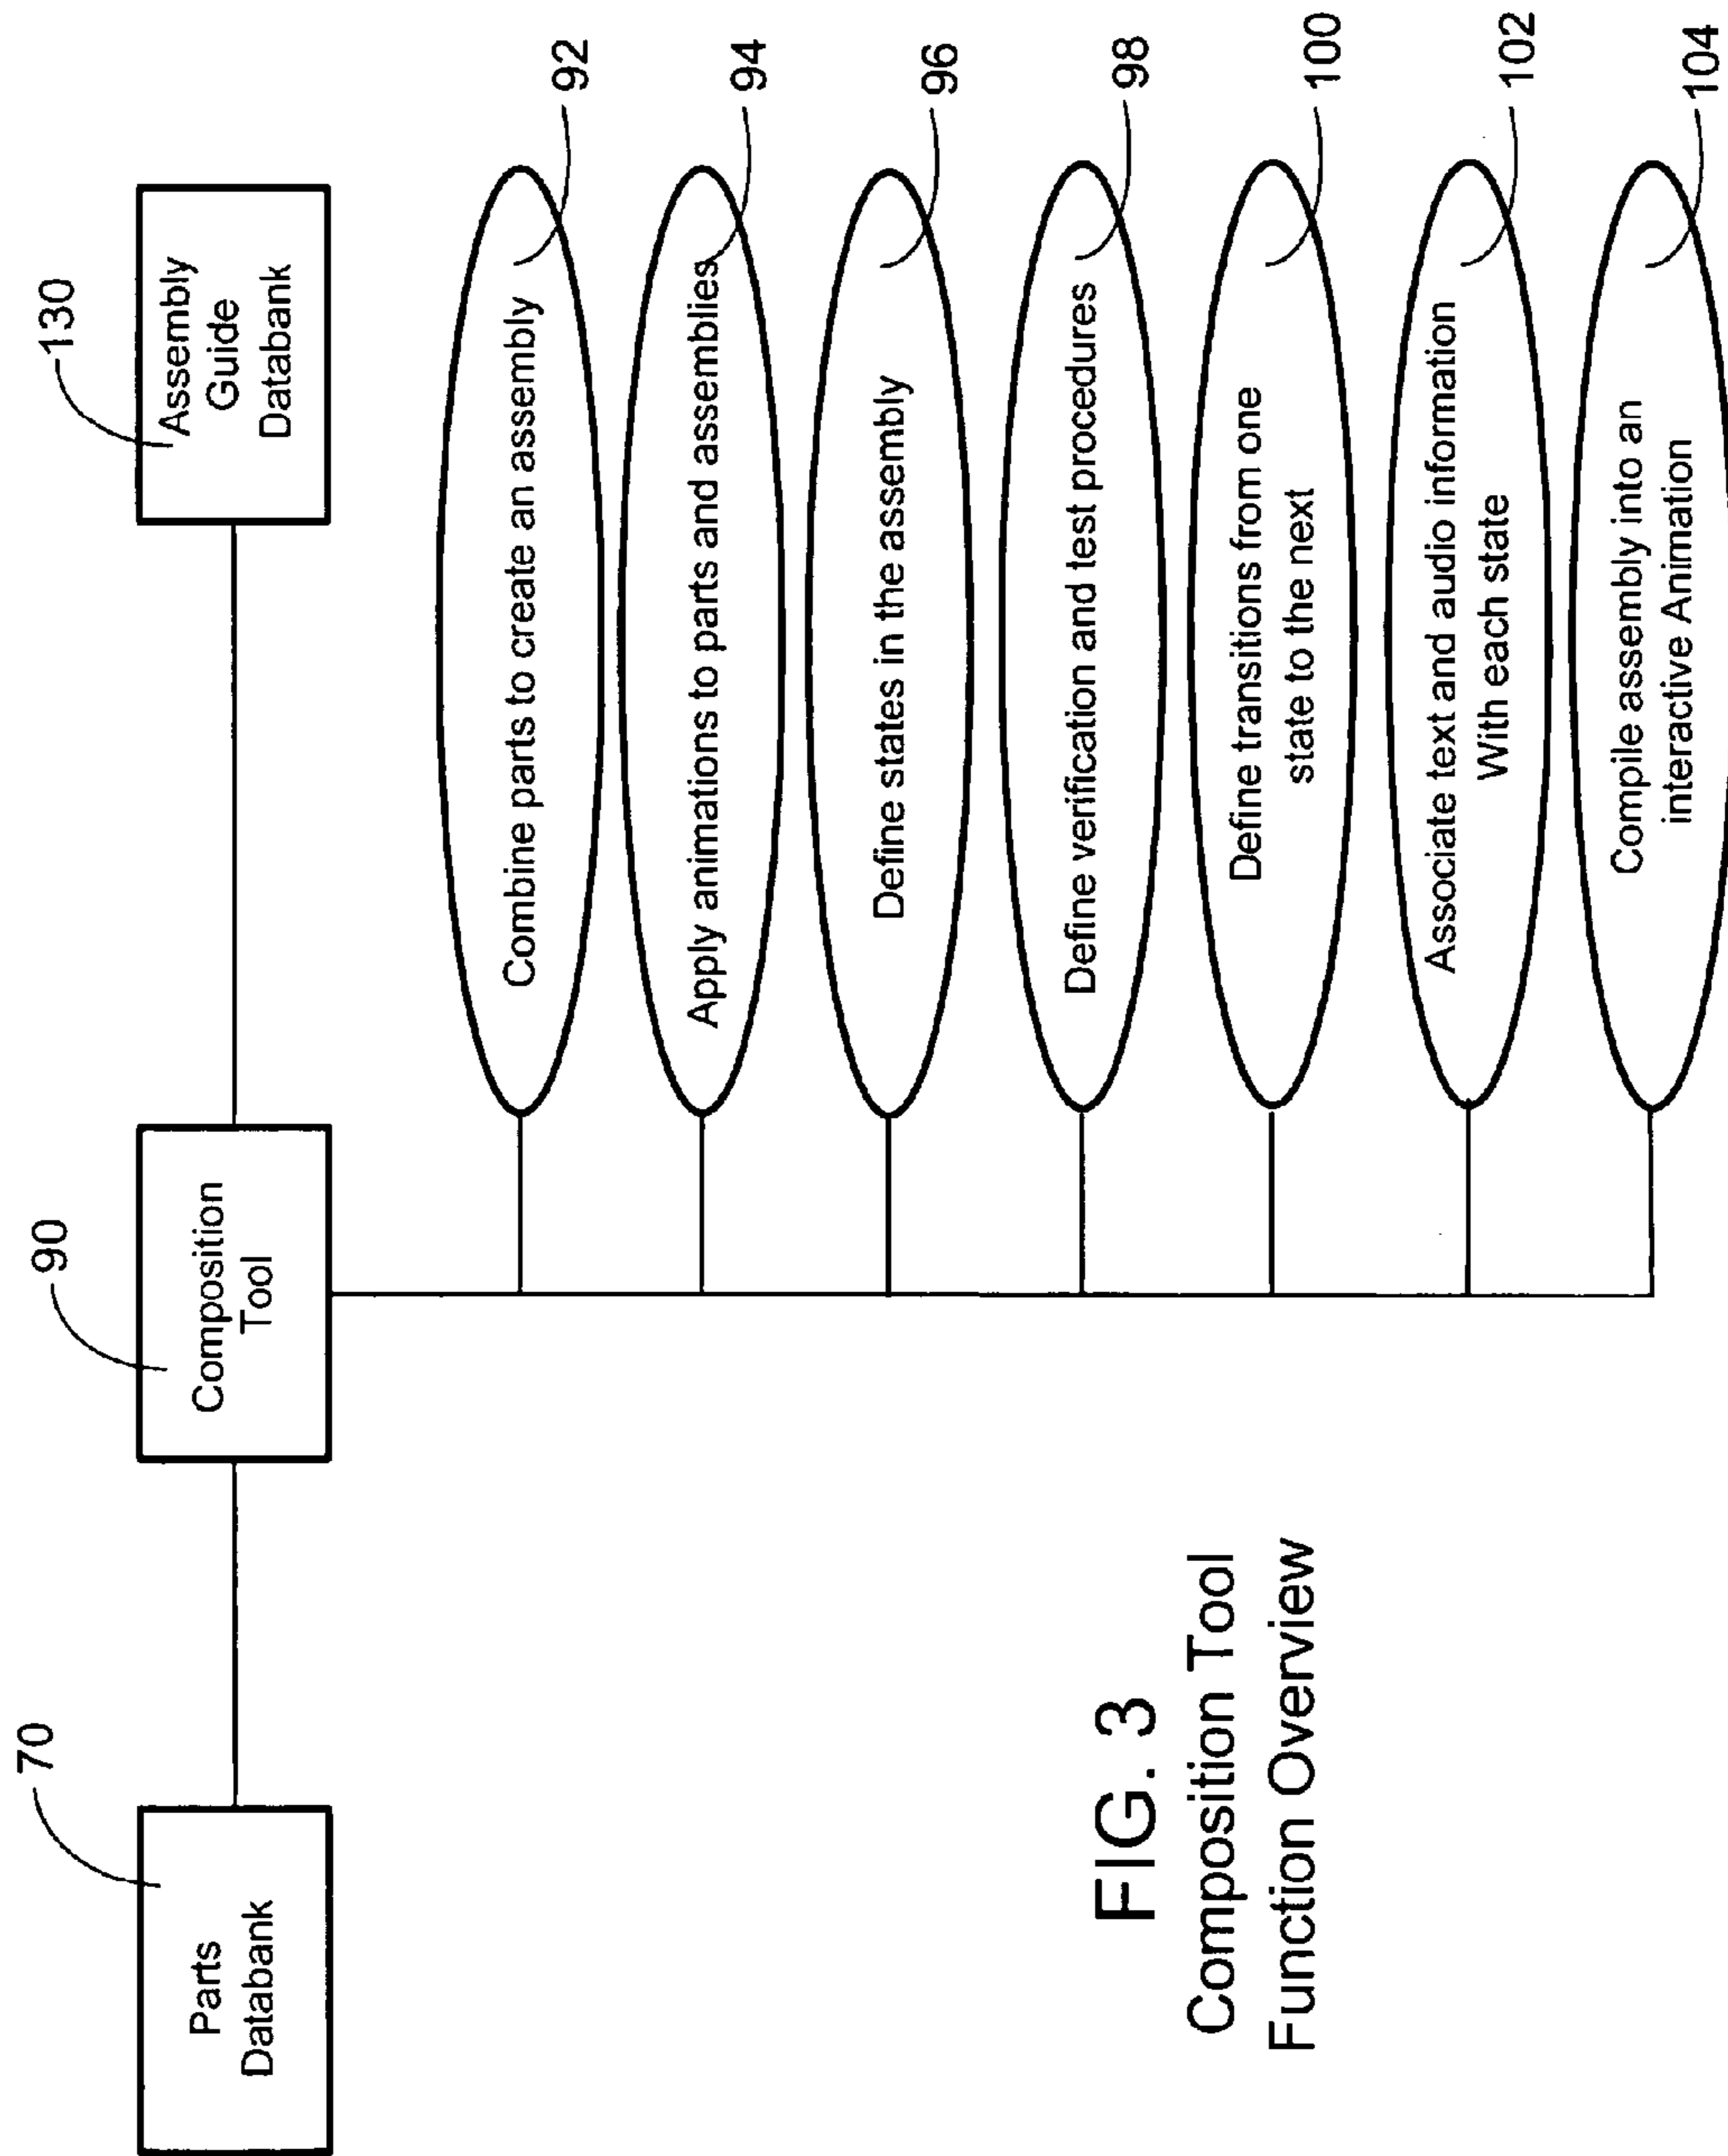 70
Parts
Databank
90
Composition
Tool
130
Assembly
Guide
Databank
Combine parts to create an assembly
92
Apply animations to parts and assemblies
94
Define states in the assembly
96
Define verification and test procedures
98
Define transitions from one
state to the next
100
Associate text and audio information
With each state
102
Compile assembly into an
interactive Animation
104
FIG. 3
Composition Tool
Function Overview